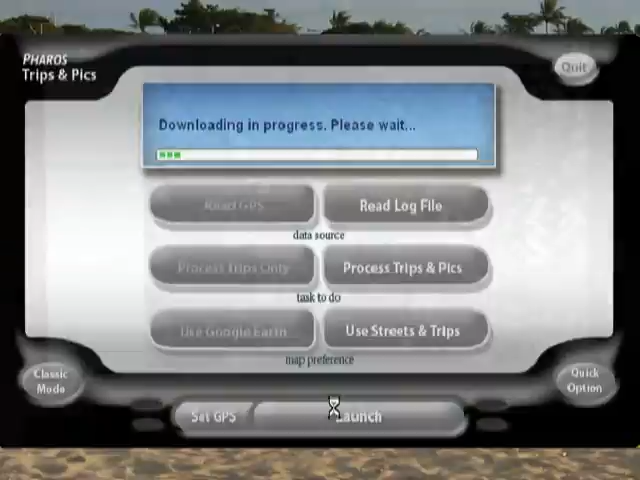 PHAROS
Trips & Pics
Quit
Downloading in progress. Please wait...
Read GPS
Read Log File
data source
Process Trips Only
Process Trips & Pics
task to do
Use Google Earth
Use Streets & Trips
map preference
Classic
Mode
Quick
Option
Set GPS
Launch